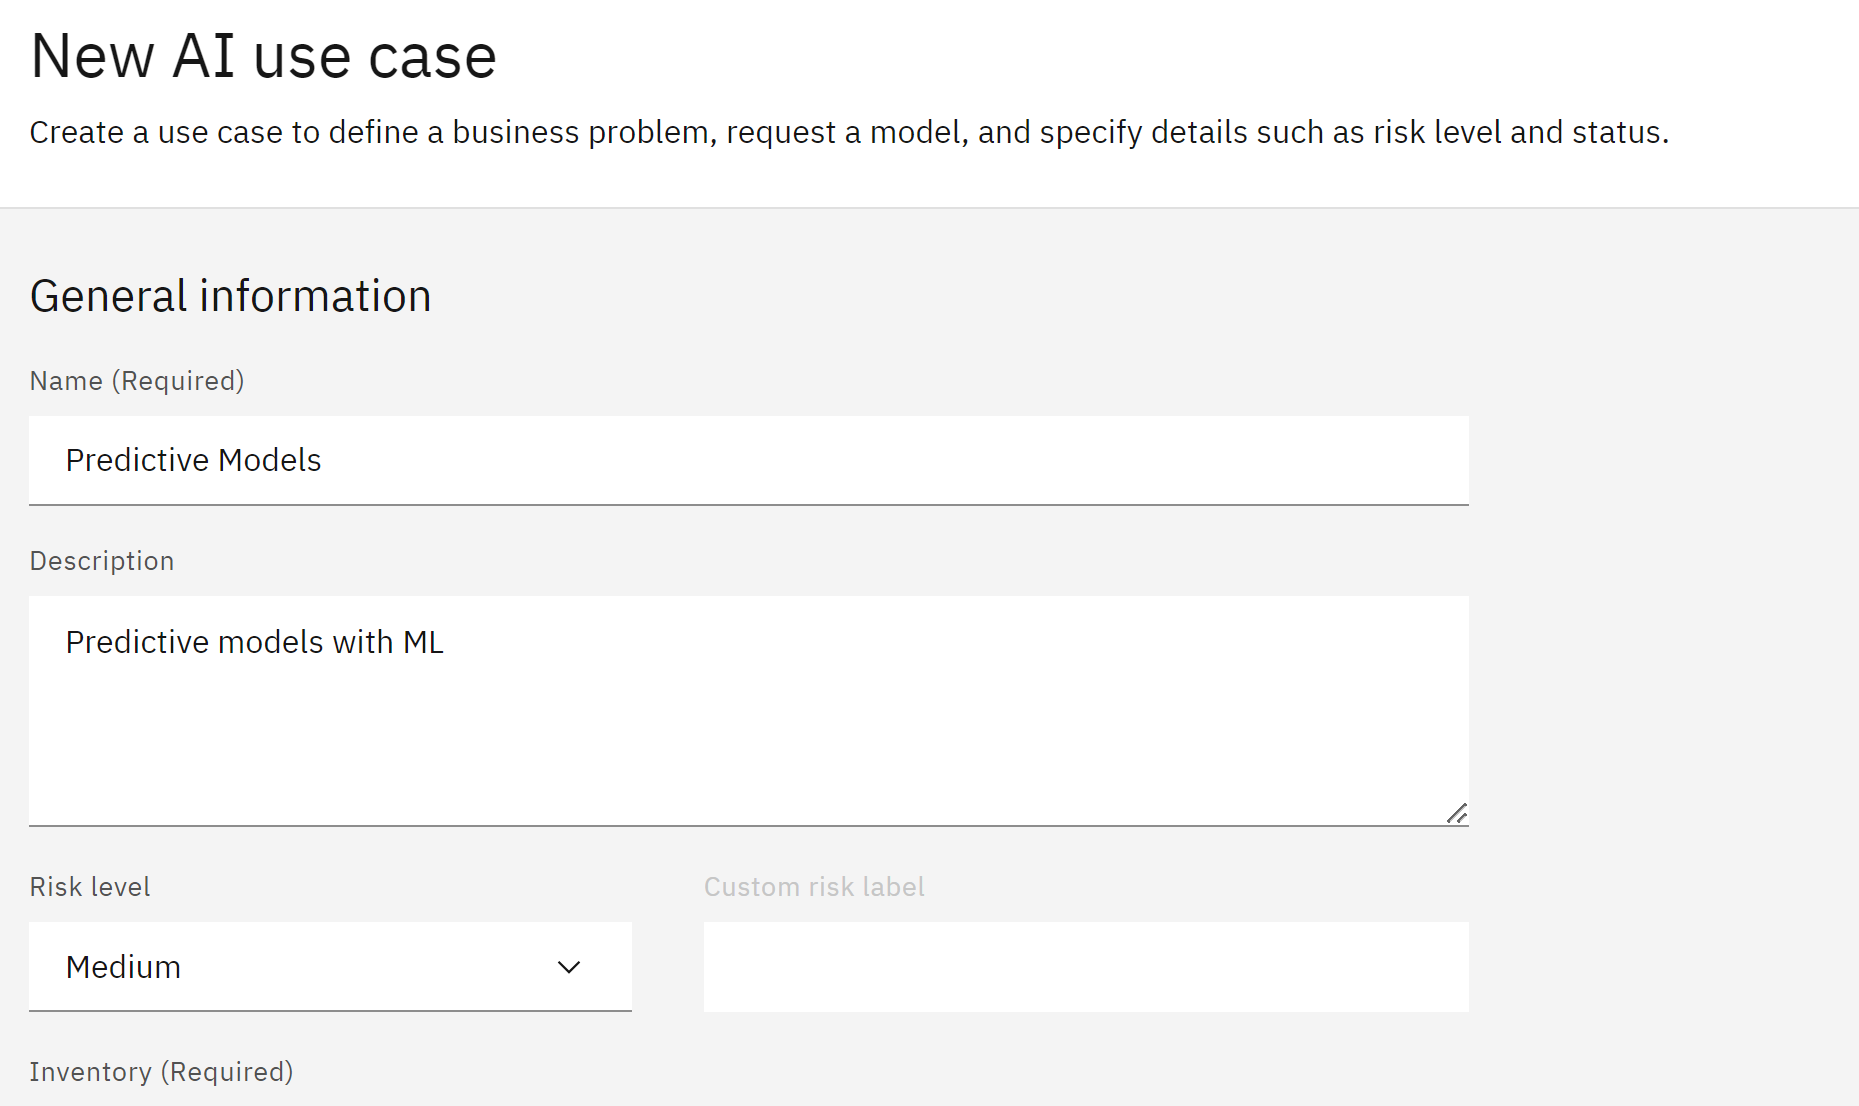 New AI use case
Create a use case to define a business problem, request a model, and specify details such as risk level and status.
General information
Name (Required)
Predictive Models
Description
Predictive models with ML
Risk level
Custom risk label
Medium
Inventory (Required)